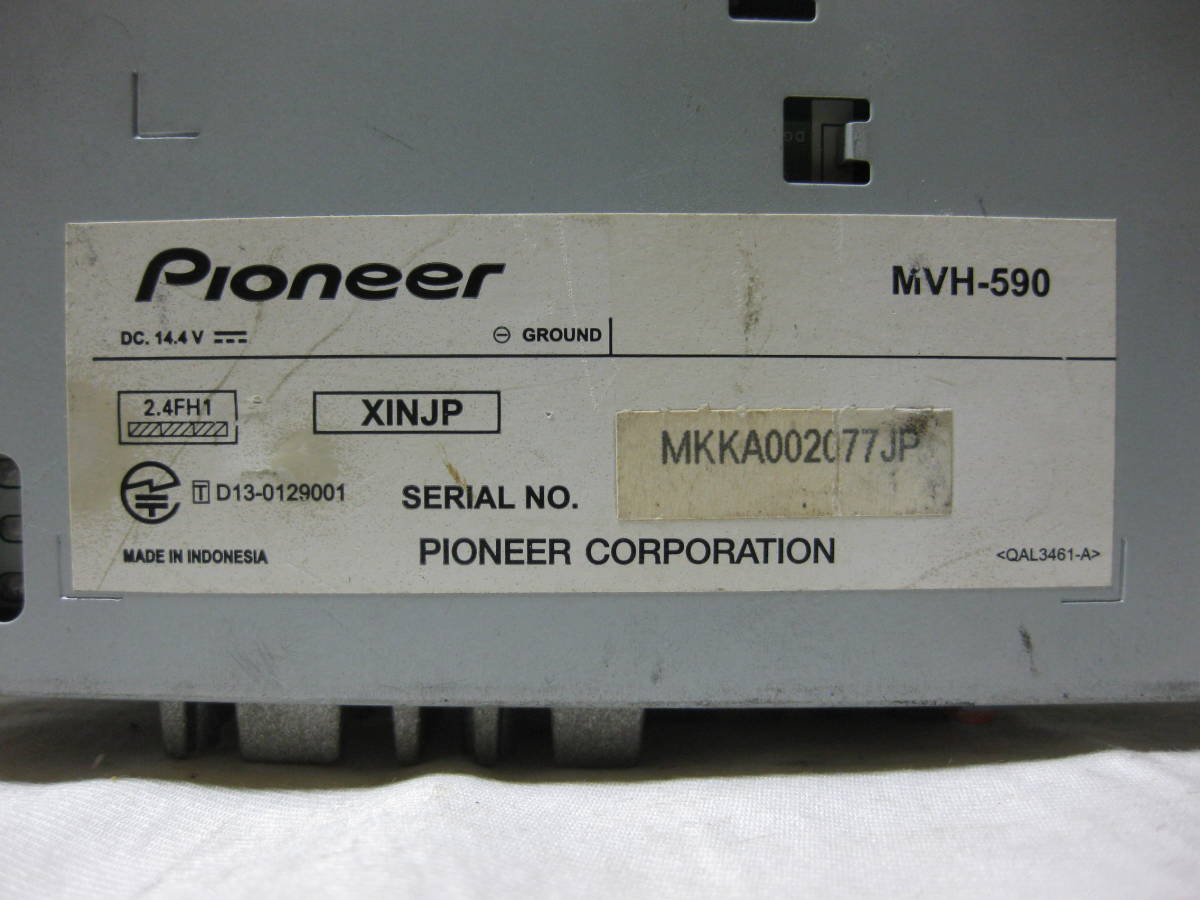 Pioneer
MVH-590
DC. 14.4 V ⎓ ⊖ GROUND
2.4FH1
XINJP
MKKA002077JP
T D13-0129001
SERIAL NO.
MADE IN INDONESIA
PIONEER CORPORATION
<QAL3461-A>